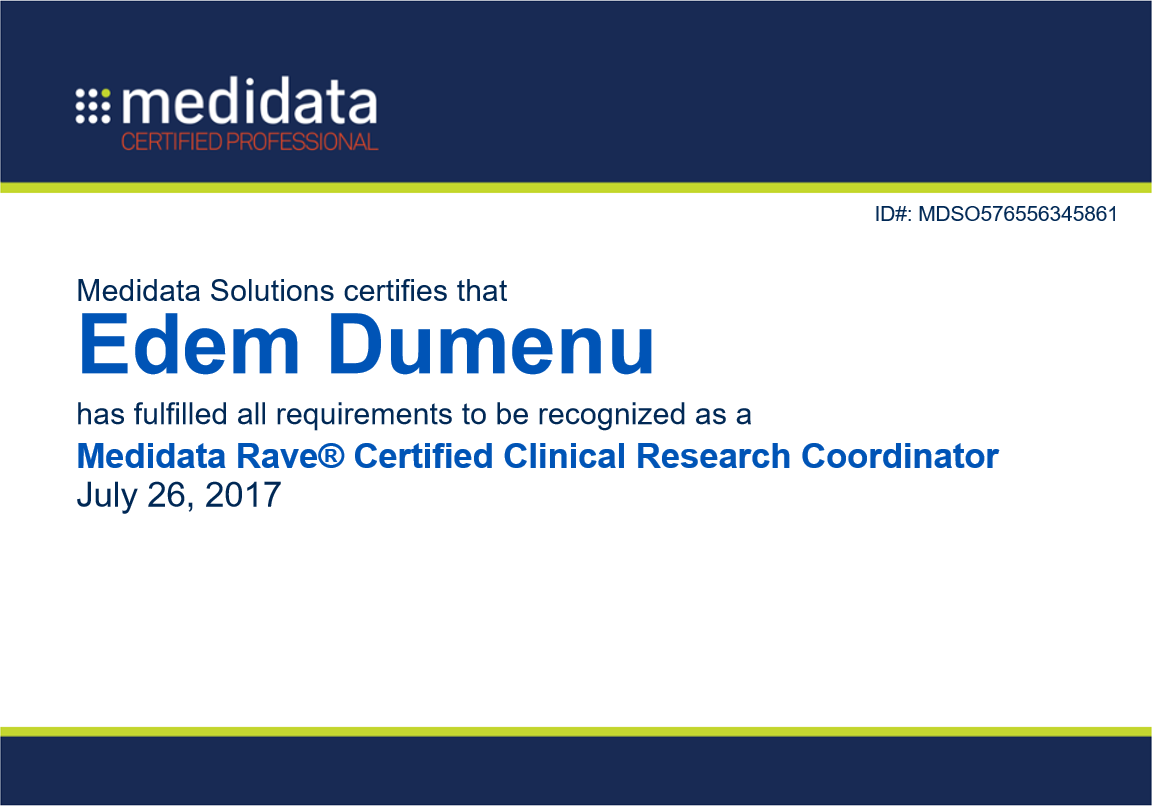 medidata
CERTIFIED PROFESSIONAL
ID#: MDSO576556345861
Medidata Solutions certifies that
Edem Dumenu
has fulfilled all requirements to be recognized as a
Medidata Rave® Certified Clinical Research Coordinator
July 26, 2017